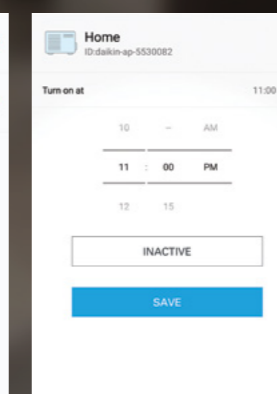 Home
ID:daikin-ap-5530082
Turn on at 11:00
10 – AM
11 : 00 PM
12 15
INACTIVE
SAVE